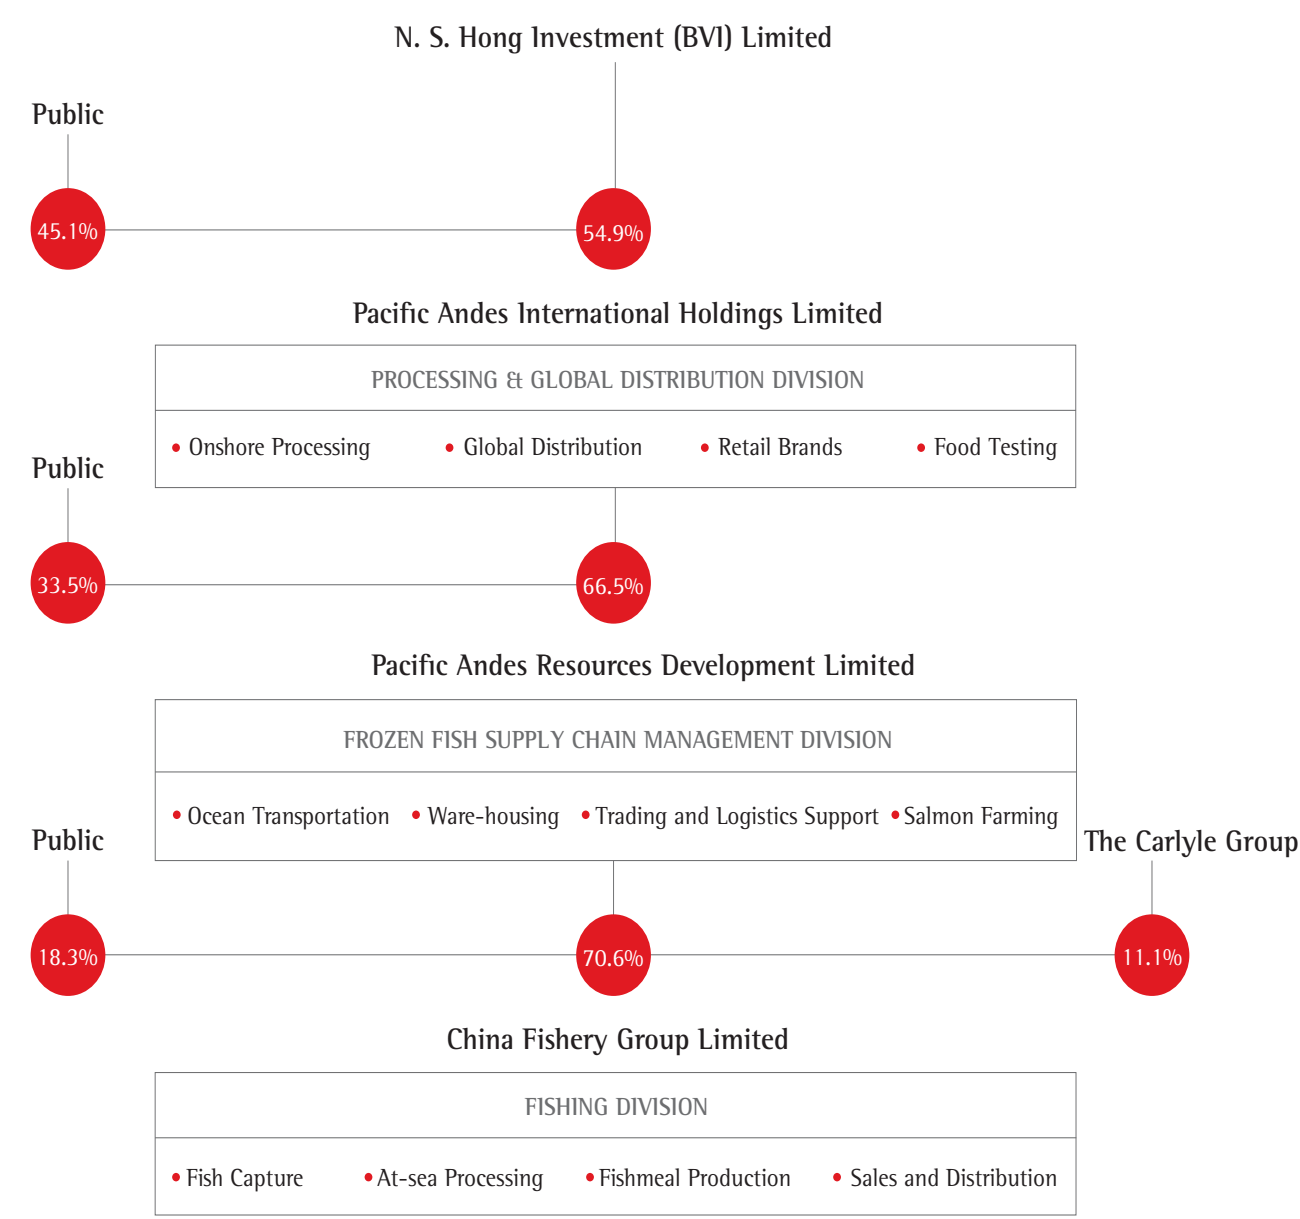 N. S. Hong Investment (BVI) Limited
Public
45.1%
54.9%
Pacific Andes International Holdings Limited
PROCESSING & GLOBAL DISTRIBUTION DIVISION
• Onshore Processing • Global Distribution • Retail Brands • Food Testing
Public
33.5%
66.5%
Pacific Andes Resources Development Limited
FROZEN FISH SUPPLY CHAIN MANAGEMENT DIVISION
• Ocean Transportation • Ware-housing • Trading and Logistics Support • Salmon Farming
Public
The Carlyle Group
18.3%
70.6%
11.1%
China Fishery Group Limited
FISHING DIVISION
• Fish Capture • At-sea Processing • Fishmeal Production • Sales and Distribution